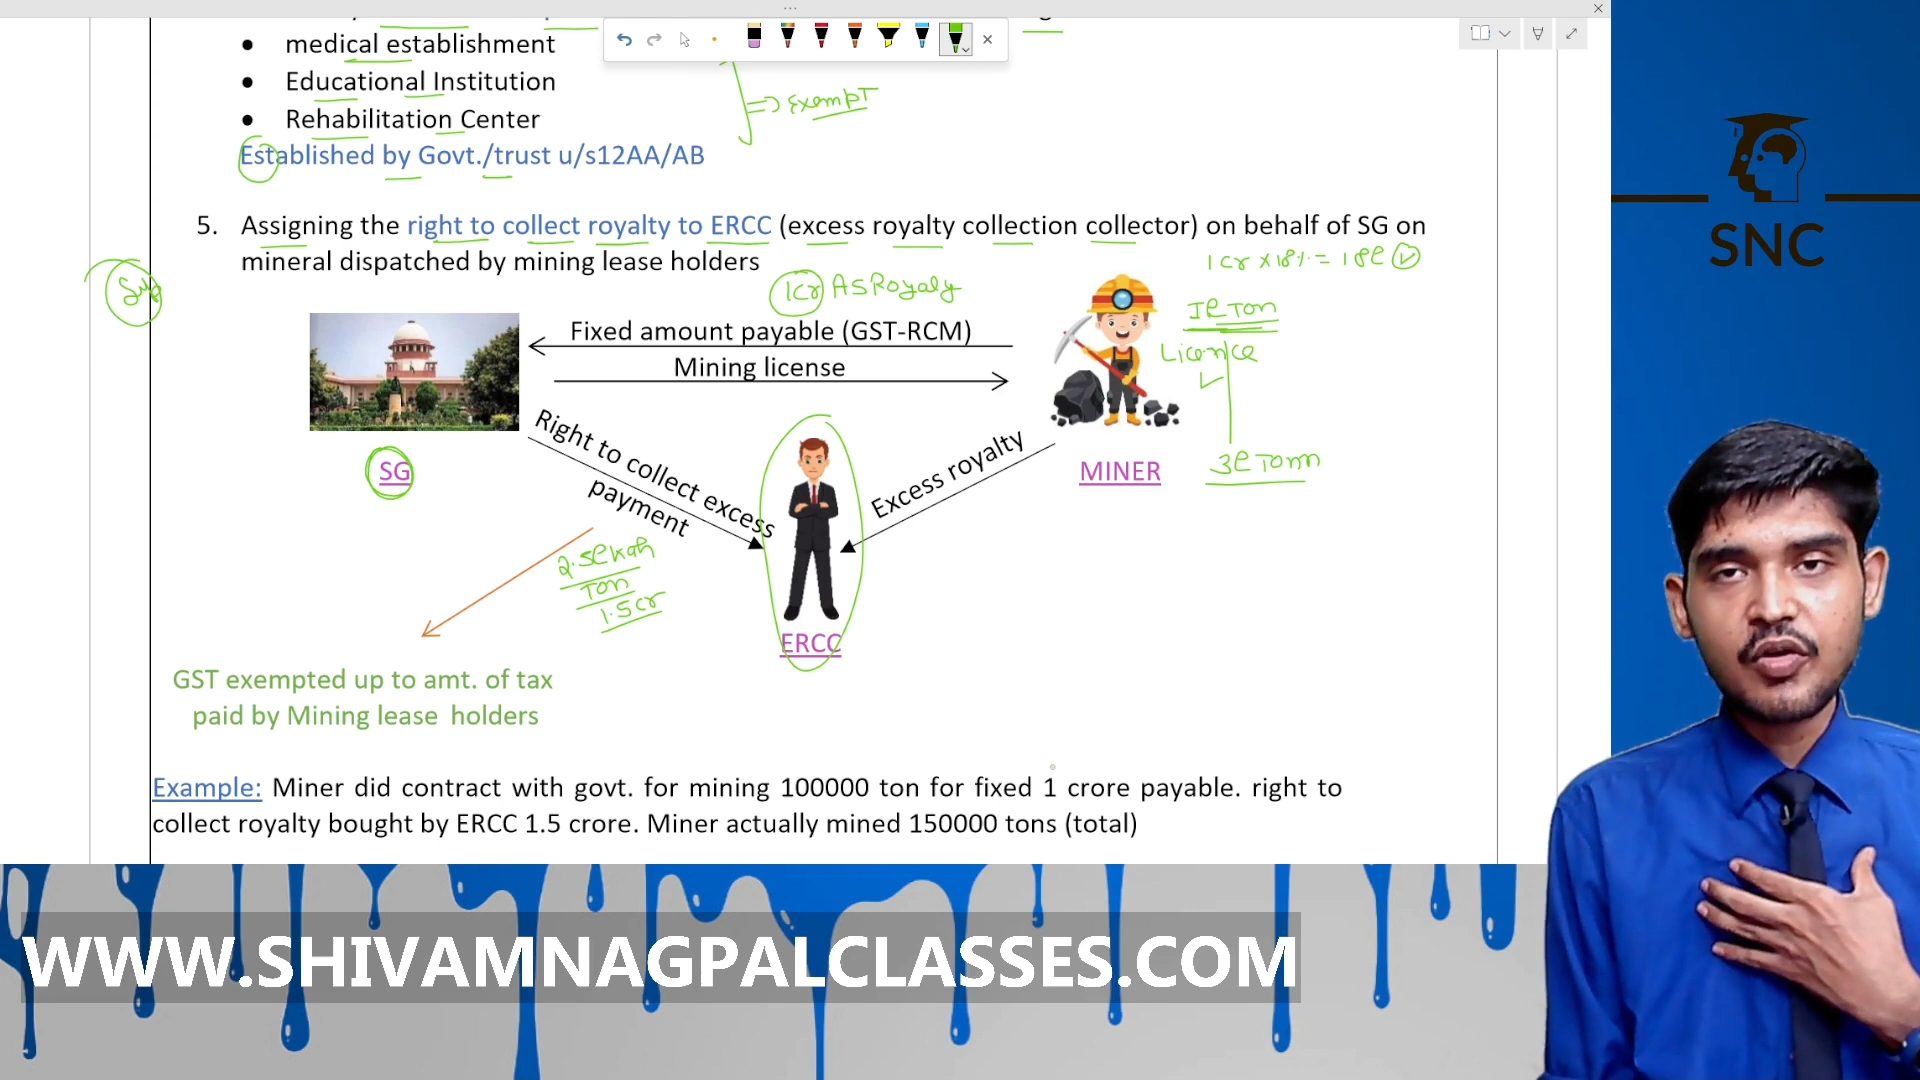 medical establishment
Educational Institution
Rehabilitation Center
=> Exempt
Established by Govt./trust u/s12AA/AB
5. Assigning the right to collect royalty to ERCC (excess royalty collection collector) on behalf of SG on
mineral dispatched by mining lease holders
1cr x 18% = 18L
1cr As Royaly
1L Ton
Fixed amount payable (GST-RCM)
Licence
Mining license
Right to collect excess
payment
Excess royalty
SG
MINER
3L Tonn
2.5Lkah
Ton
1.5cr
ERCC
GST exempted up to amt. of tax
paid by Mining lease holders
Example: Miner did contract with govt. for mining 100000 ton for fixed 1 crore payable. right to
collect royalty bought by ERCC 1.5 crore. Miner actually mined 150000 tons (total)
SNC
WWW.SHIVAMNAGPALCLASSES.COM